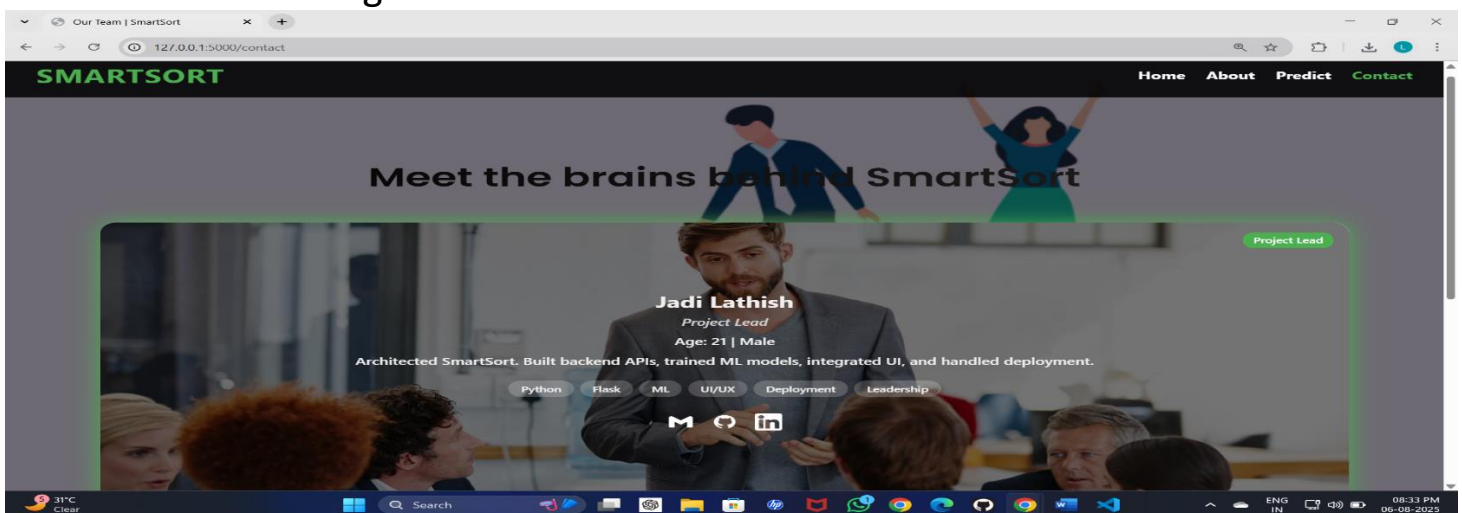 Our Team | SmartSort
127.0.0.1:5000/contact
L
SMARTSORT
Home About Predict Contact
Meet the brains behind SmartSort
Project Lead
Jadi Lathish
Project Lead
Age: 21 | Male
Architected SmartSort. Built backend APIs, trained ML models, integrated UI, and handled deployment.
Python Flask ML UI/UX Deployment Leadership
in
5 31°C
Clear
Search
ENG
IN
08:33 PM
06-08-2025